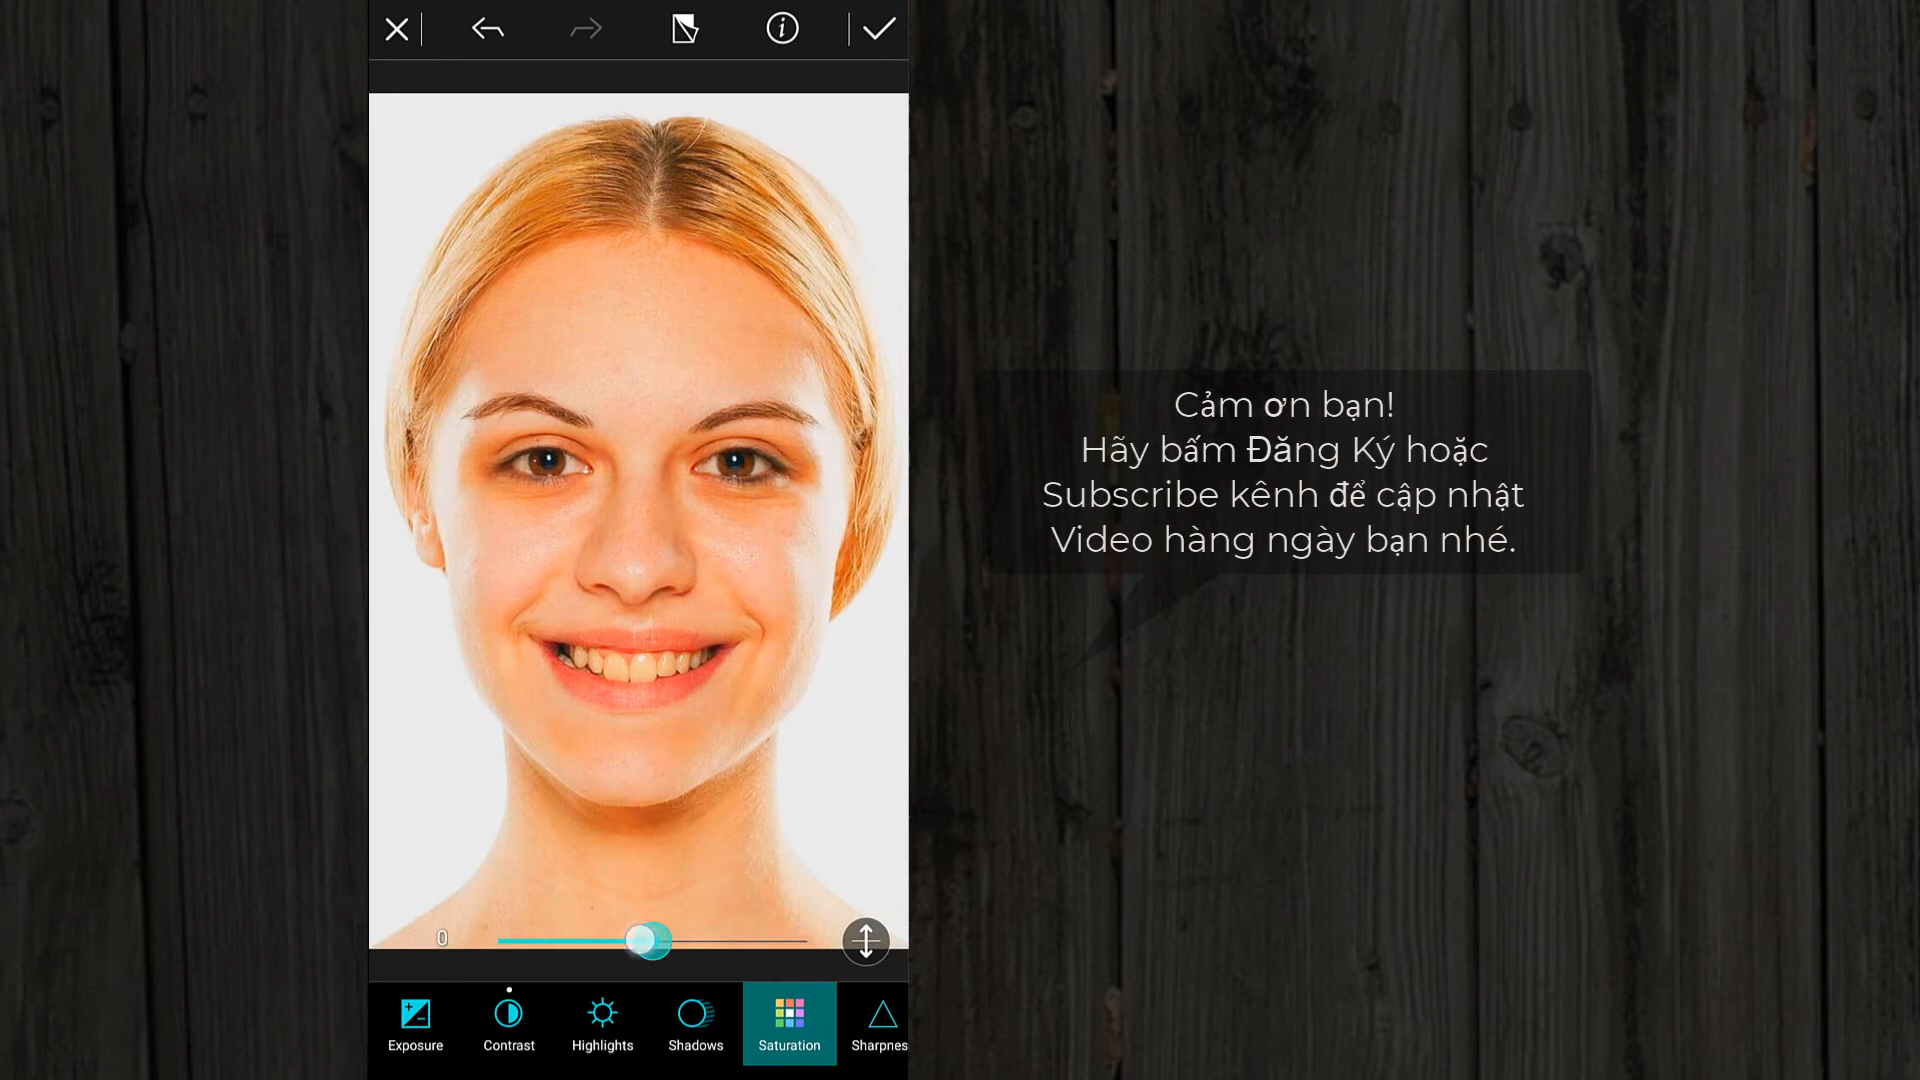 Cảm ơn bạn!
Hãy bấm Đăng Ký hoặc
Subscribe kênh để cập nhật
Video hàng ngày bạn nhé.
0
Exposure
Contrast
Highlights
Shadows
Saturation
Sharpnes